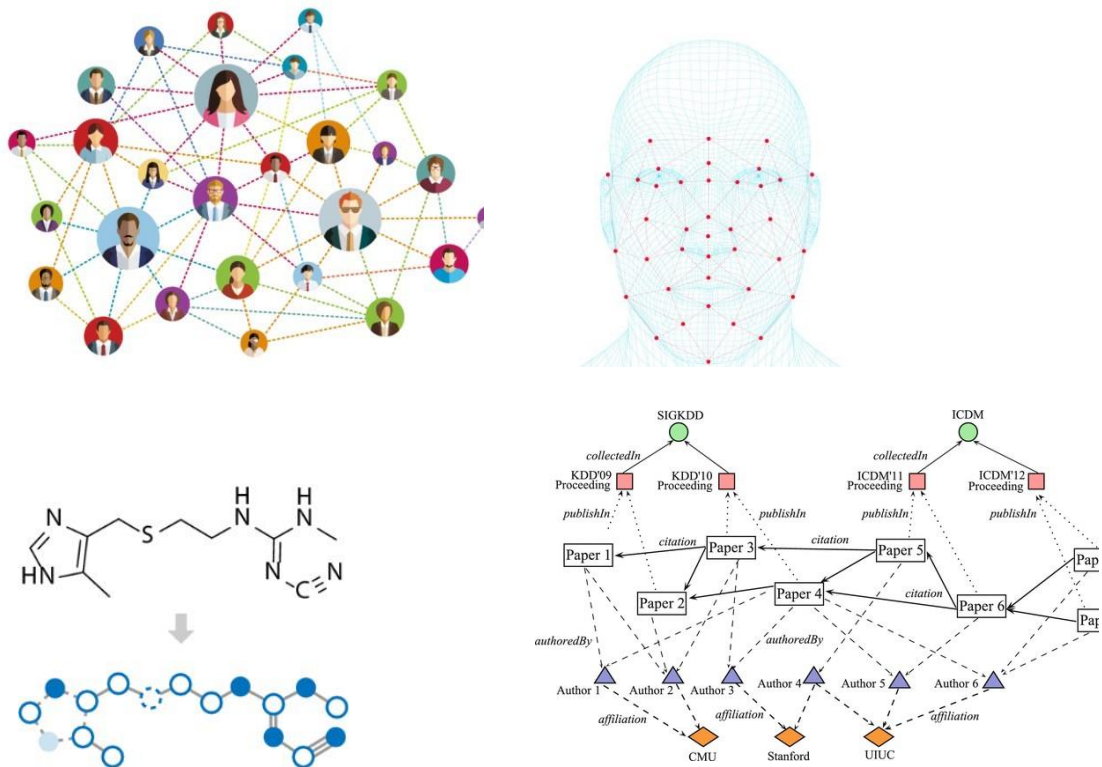 N
HN
S
H
N
H
N
N
N
C
SIGKDD
ICDM
collectedIn
collectedIn
KDD'09
Proceeding
KDD'10
Proceeding
ICDM'11
Proceeding
ICDM'12
Proceeding
publishIn
publishIn
publishIn
publishIn
Paper 1
citation
Paper 3
citation
Paper 5
Pap
Paper 2
Paper 4
citation
Paper 6
Pap
authoredBy
authoredBy
Author 1
Author 2
Author 3
Author 4
Author 5
Author 6
affiliation
affiliation
affiliation
CMU
Stanford
UIUC